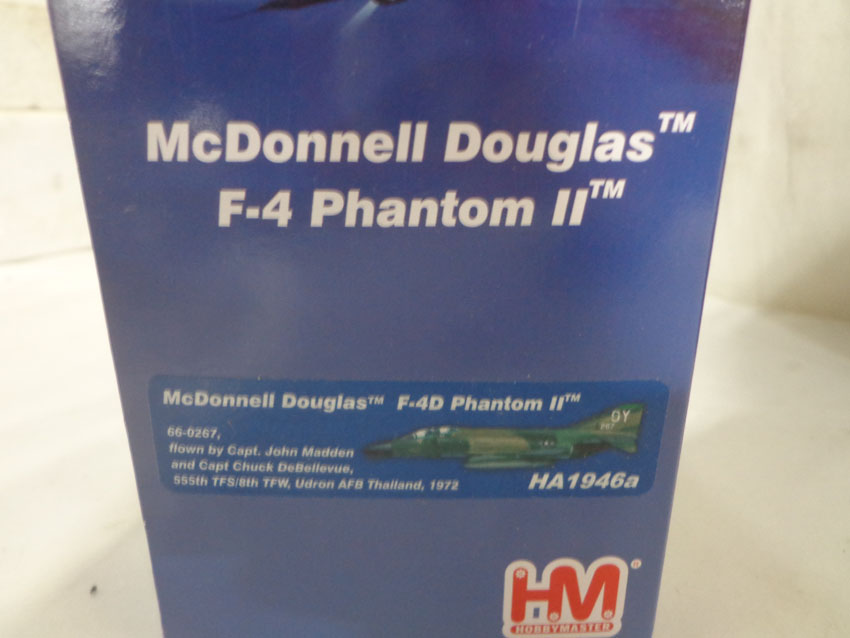 McDonnell Douglas™
F-4 Phantom II™
McDonnell Douglas™ F-4D Phantom II™
66-0267,
flown by Capt. John Madden
and Capt Chuck DeBellevue,
555th TFS/8th TFW, Udron AFB Thailand, 1972
OY
267
HA1946a
HM®
HOBBYMASTER